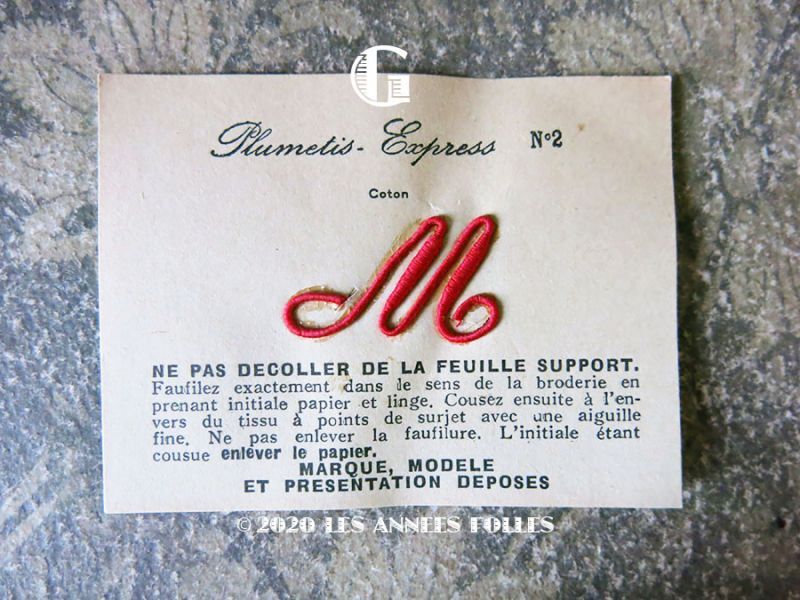 G
Plumetis-Express N°2
Coton
M
NE PAS DECOLLER DE LA FEUILLE SUPPORT.
Faufilez exactement dans le sens de la broderie en
prenant initiale papier et linge. Cousez ensuite à l'en-
vers du tissu à points de surjet avec une aiguille
fine. Ne pas enlever la faufilure. L'initiale étant
cousue enlever le papier.
MARQUE, MODELE
ET PRESENTATION DEPOSES
© 2020 LES ANNEES FOLLES